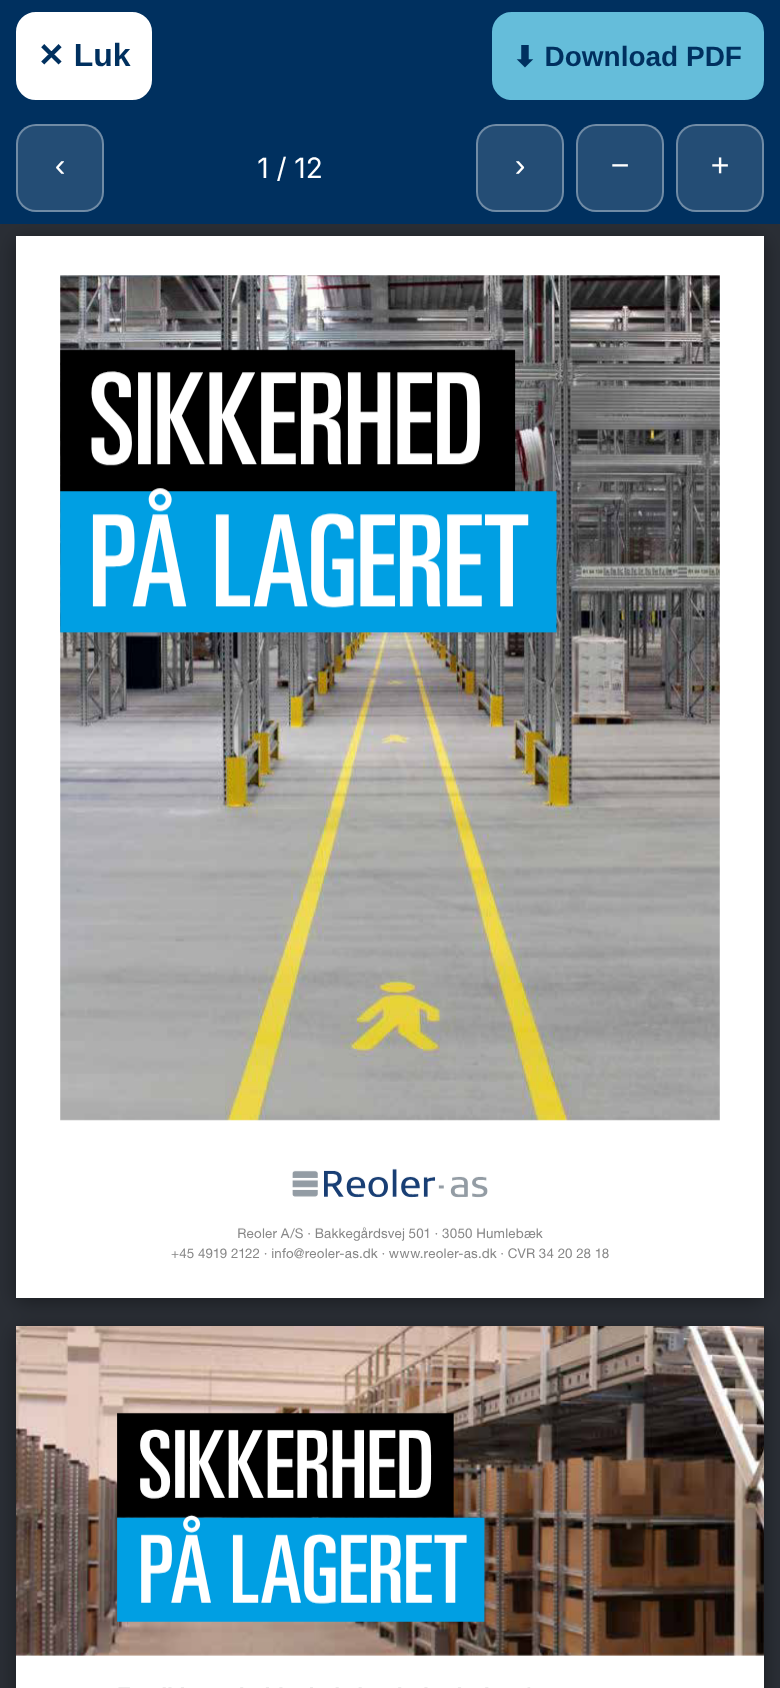 ✕ Luk
⬇ Download PDF
‹
1 / 12
›
−
+
SIKKERHED
PÅ LAGERET
Reoler·as
Reoler A/S · Bakkegårdsvej 501 · 3050 Humlebæk
+45 4919 2122 · info@reoler-as.dk · www.reoler-as.dk · CVR 34 20 28 18
SIKKERHED
PÅ LAGERET